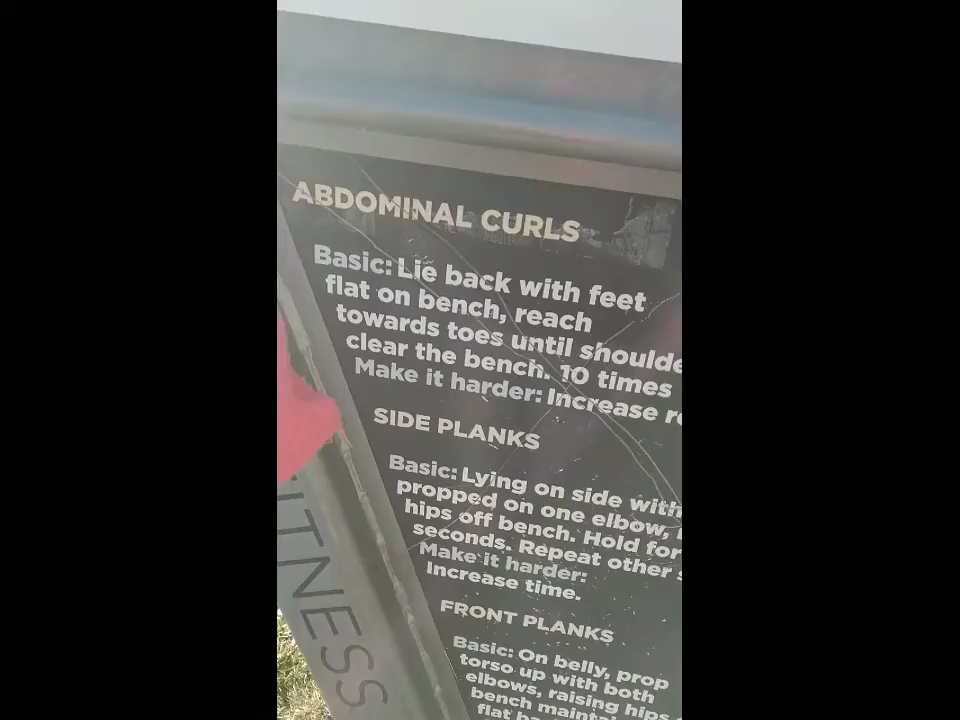 ABDOMINAL CURLS
Basic: Lie back with feet
flat on bench, reach
towards toes until
clear the bench. 10 times
Make it harder: Increase
SIDE PLANKS
Basic: Lying on side with
propped on one elbow,
hips off bench. Hold for
seconds. Repeat other
Make it harder:
Increase time.
FRONT PLANKS
Basic: On belly, prop
torso up with both
elbows, raising hips
bench
flat
ITNESS